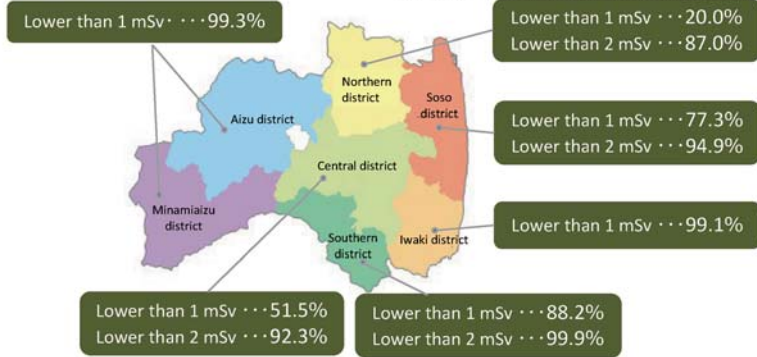 Lower than 1 mSv・・・・99.3%
Lower than 1 mSv ・・・20.0%
Lower than 2 mSv ・・・87.0%
Northern
district
Aizu district
Soso
district
Lower than 1 mSv ・・・77.3%
Lower than 2 mSv ・・・94.9%
Central district
Minamiaizu
district
Lower than 1 mSv ・・・99.1%
Southern
district
Iwaki district
Lower than 1 mSv ・・・51.5%
Lower than 2 mSv ・・・92.3%
Lower than 1 mSv ・・・88.2%
Lower than 2 mSv ・・・99.9%